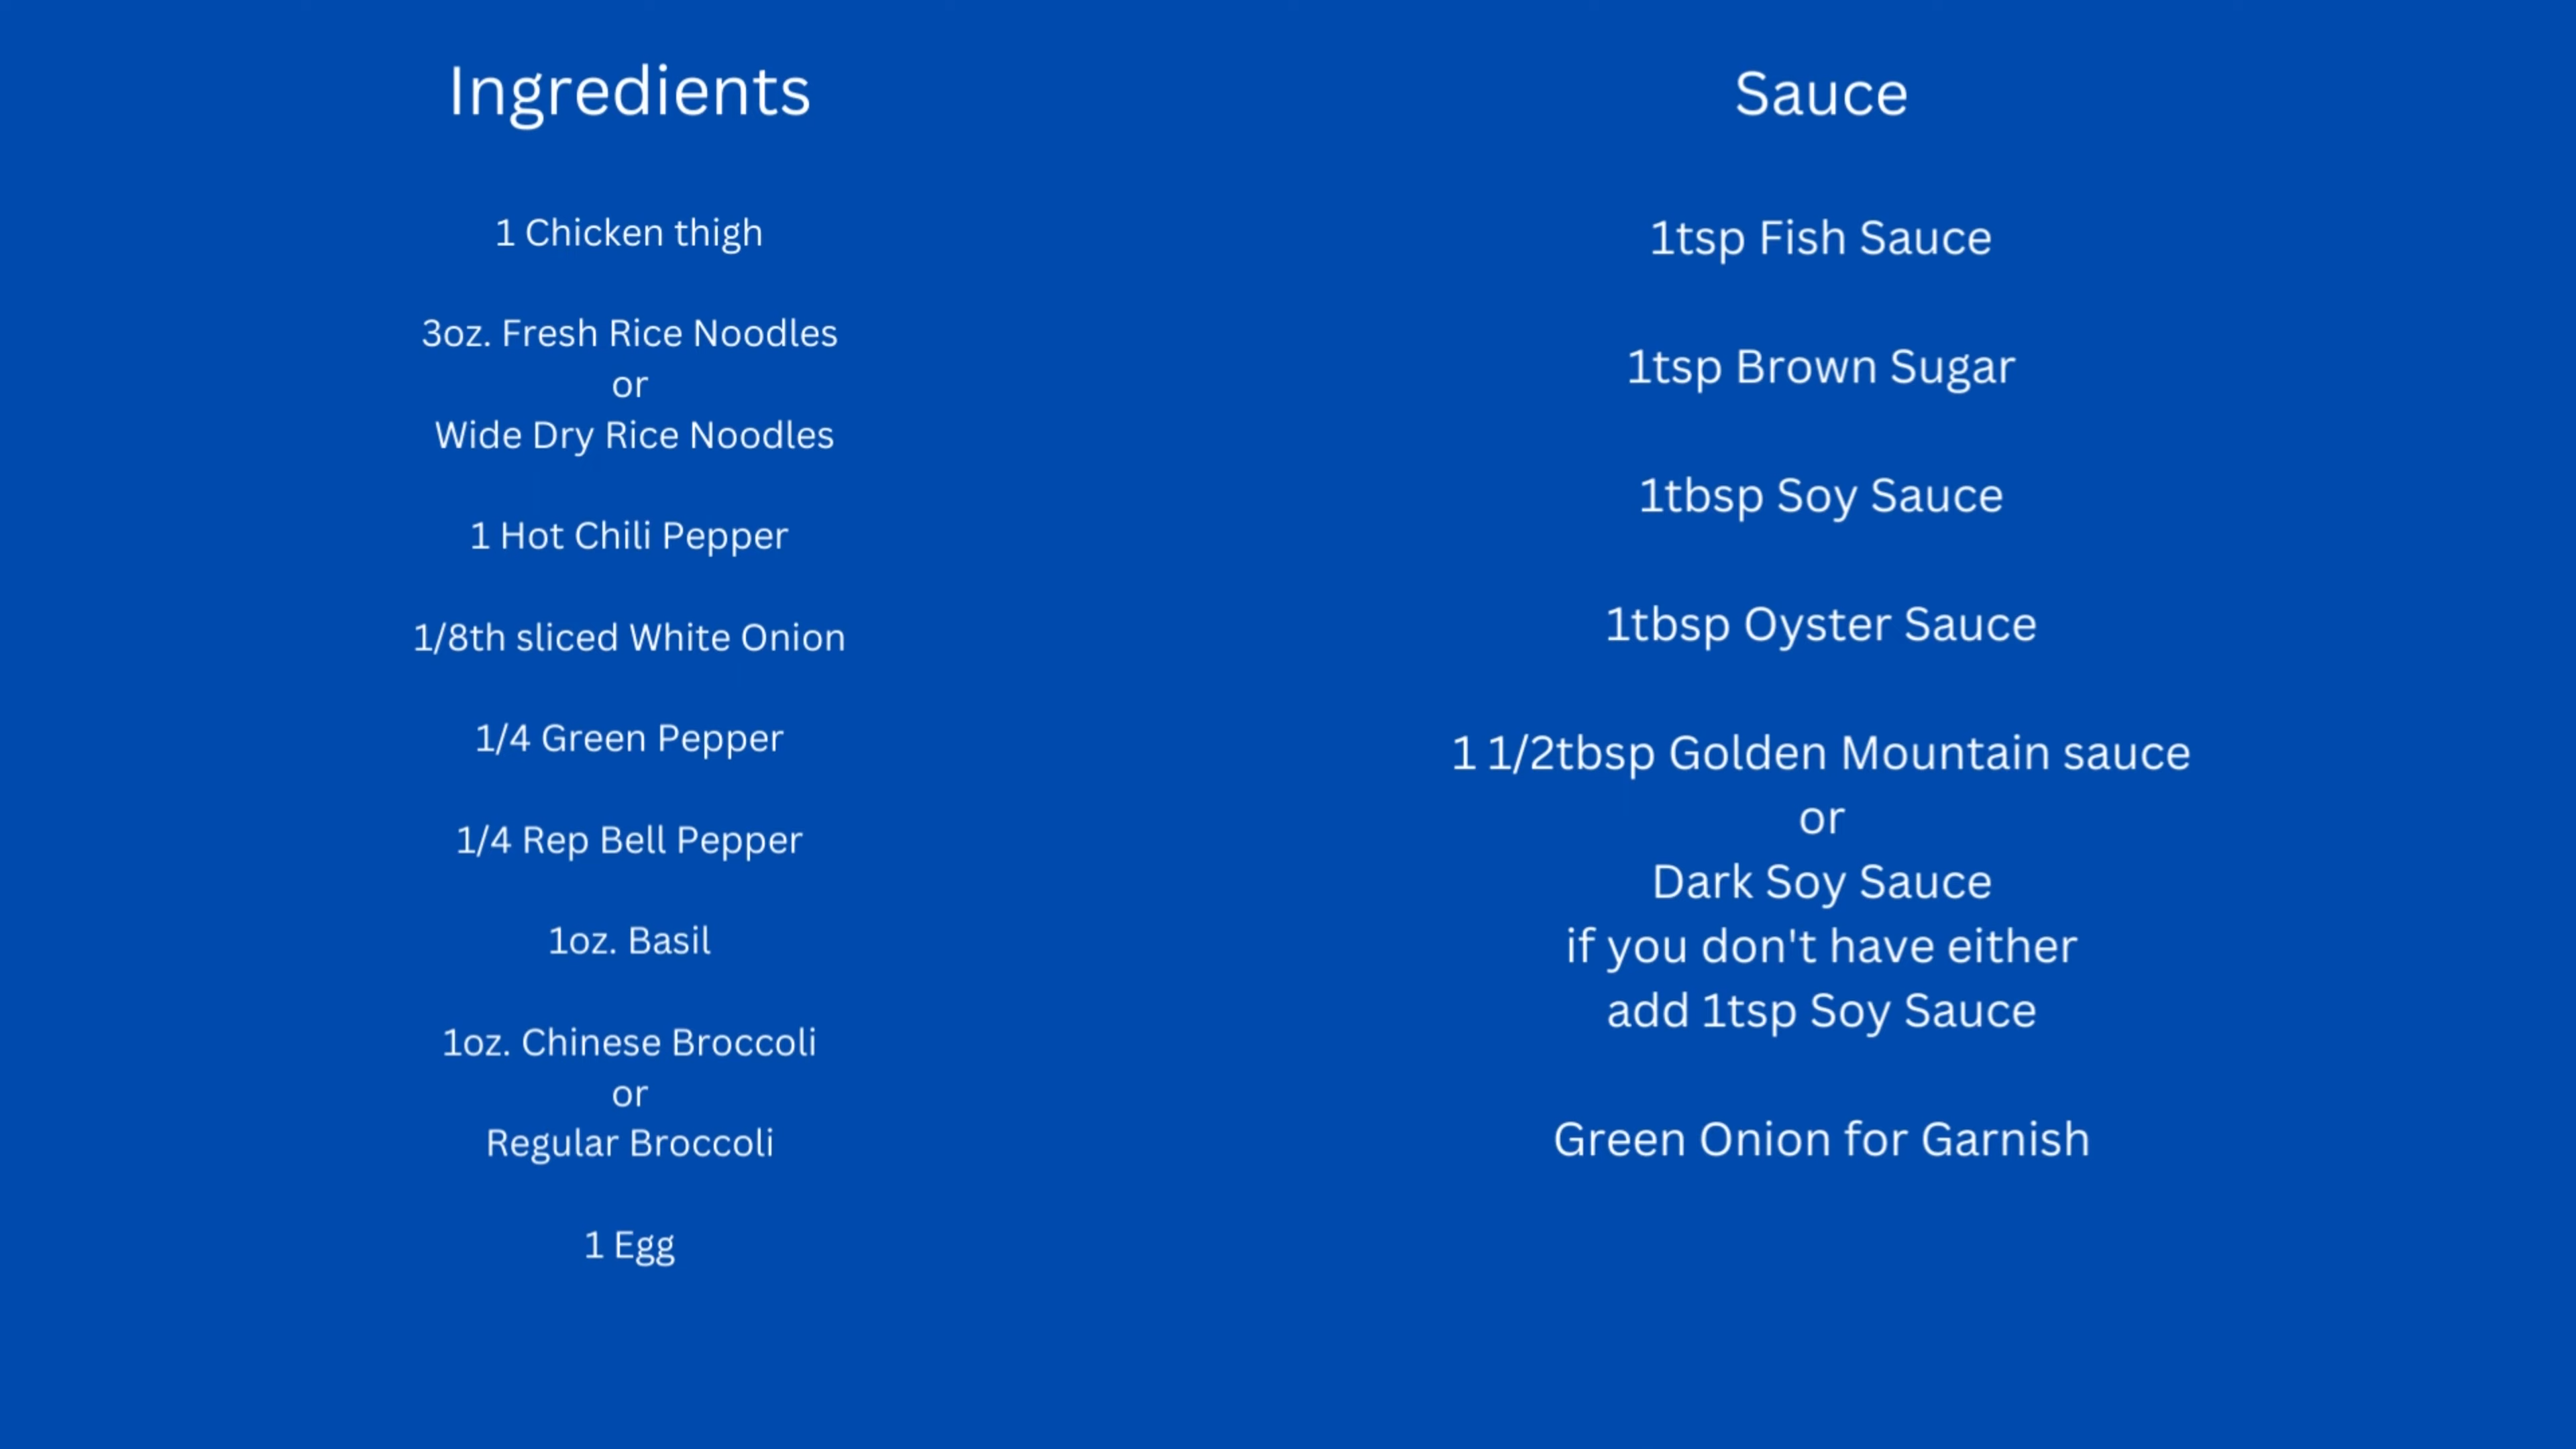 Ingredients
1 Chicken thigh
3oz. Fresh Rice Noodles
or
Wide Dry Rice Noodles
1 Hot Chili Pepper
1/8th sliced White Onion
1/4 Green Pepper
1/4 Rep Bell Pepper
1oz. Basil
1oz. Chinese Broccoli
or
Regular Broccoli
1 Egg
Sauce
1tsp Fish Sauce
1tsp Brown Sugar
1tbsp Soy Sauce
1tbsp Oyster Sauce
1 1/2tbsp Golden Mountain sauce
or
Dark Soy Sauce
if you don't have either
add 1tsp Soy Sauce
Green Onion for Garnish